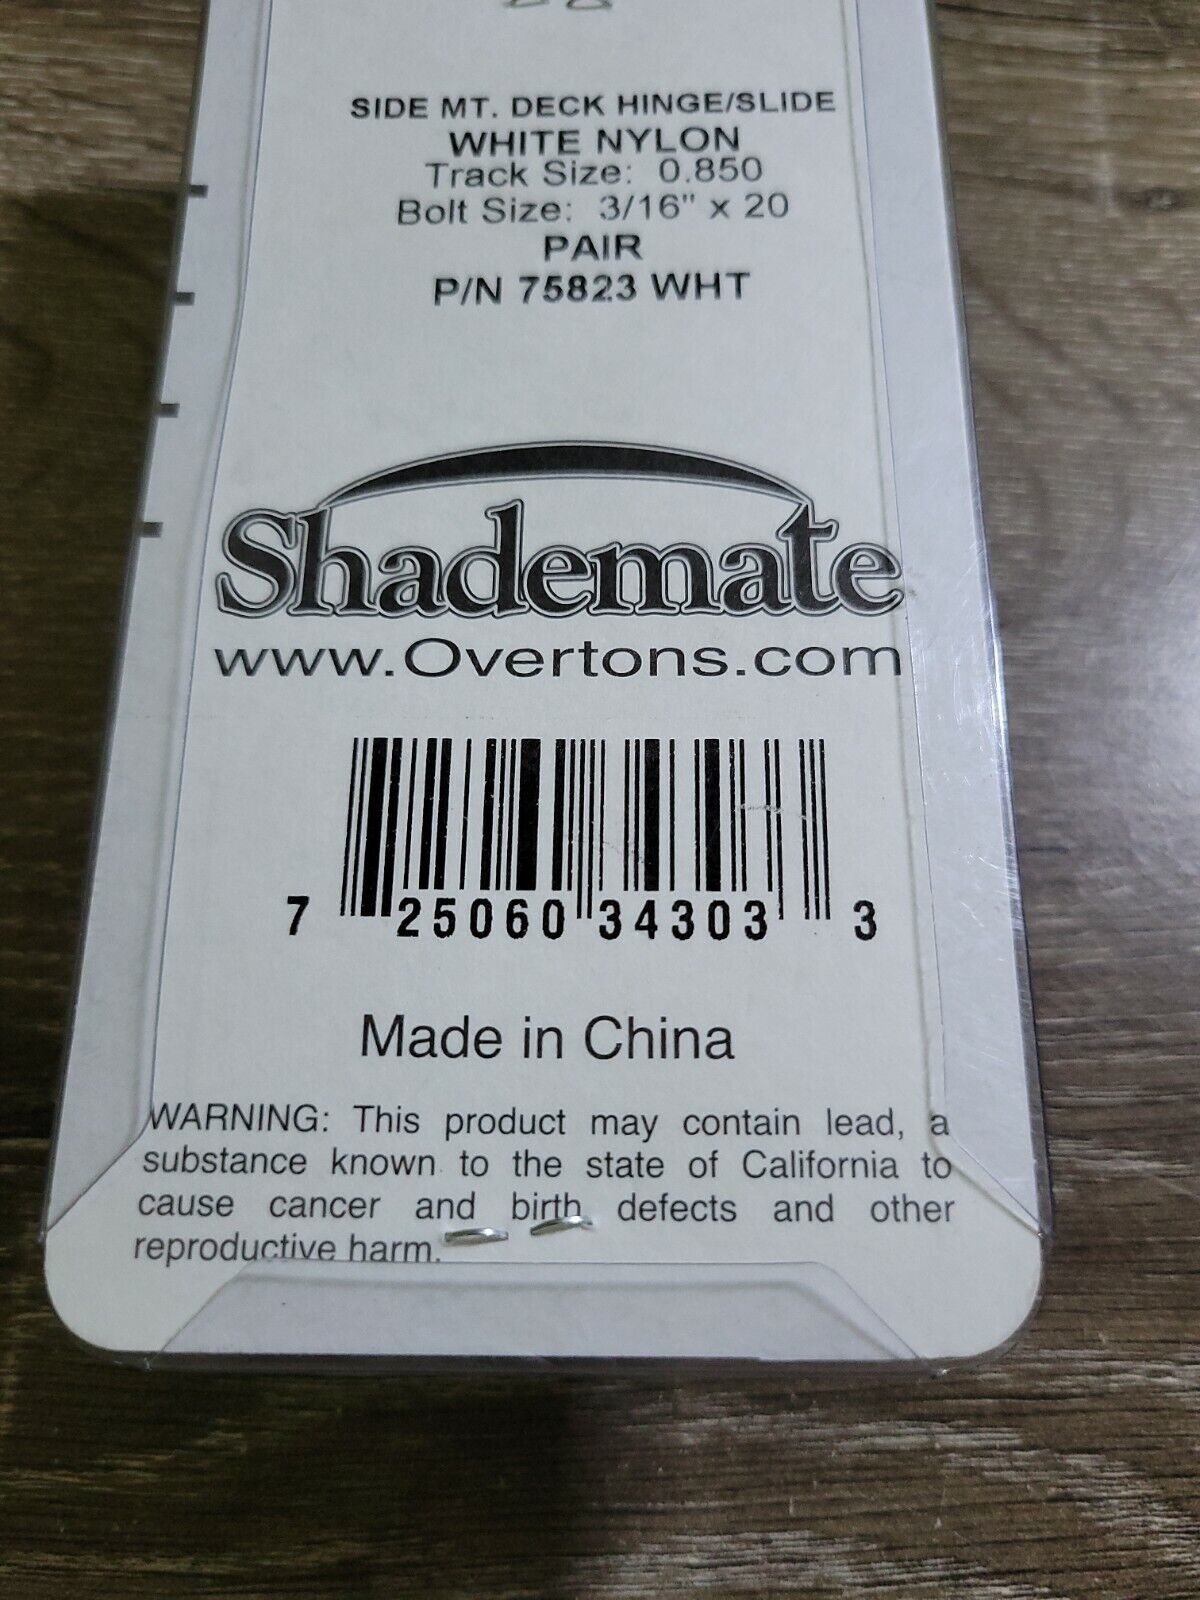 SIDE MT. DECK HINGE/SLIDE
WHITE NYLON
Track Size: 0.850
Bolt Size: 3/16" x 20
PAIR
P/N 75823 WHT
Shademate
www.Overtons.com
7 25060 34303 3
Made in China
WARNING: This product may contain lead, a
substance known to the state of California to
cause cancer and birth defects and other
reproductive harm.